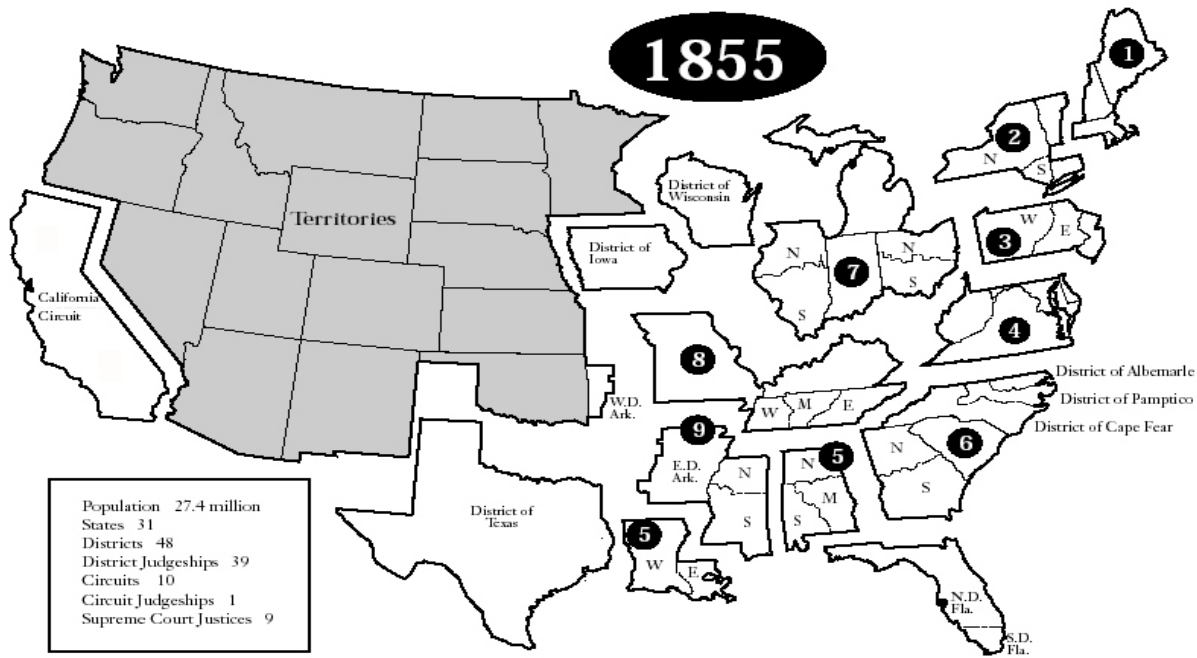 1855
1
2
N
S
District of
Wisconsin
W
E
3
Territories
District of
Iowa
N
7
N
S
S
California
Circuit
4
8
District of Albemarle
W.D.
Ark.
W
M
E
District of Pamptico
9
District of Cape Fear
5
6
N
N
E.D.
Ark.
N
S
M
S
S
District of
Texas
5
W
E
N.D.
Fla.
S.D.
Fla.
Population 27.4 million
States 31
Districts 48
District Judgeships 39
Circuits 10
Circuit Judgeships 1
Supreme Court Justices 9